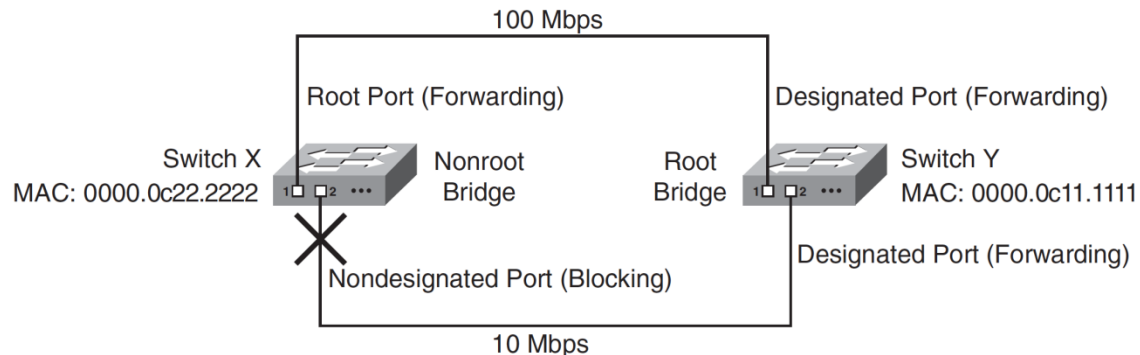 100 Mbps
Root Port (Forwarding)
Designated Port (Forwarding)
Switch X
MAC: 0000.0c22.2222
1
2
Nonroot
Bridge
Root
Bridge
1
2
Switch Y
MAC: 0000.0c11.1111
Nondesignated Port (Blocking)
Designated Port (Forwarding)
10 Mbps